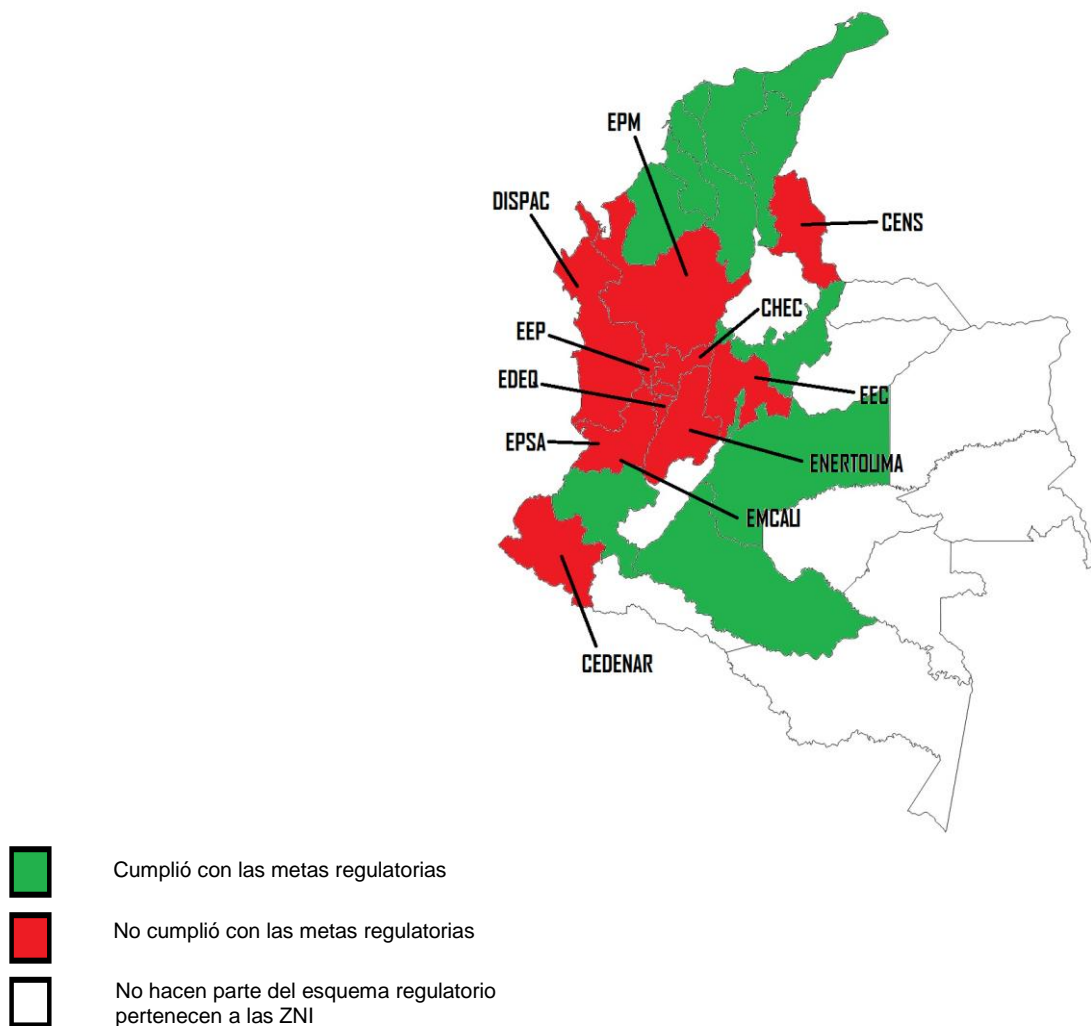 EPM
DISPAC
CENS
CHEC
EEP
EDEQ
EEC
EPSA
ENERTOLIMA
EMCALI
CEDENAR
Cumplió con las metas regulatorias
No cumplió con las metas regulatorias
No hacen parte del esquema regulatorio
pertenecen a las ZNI